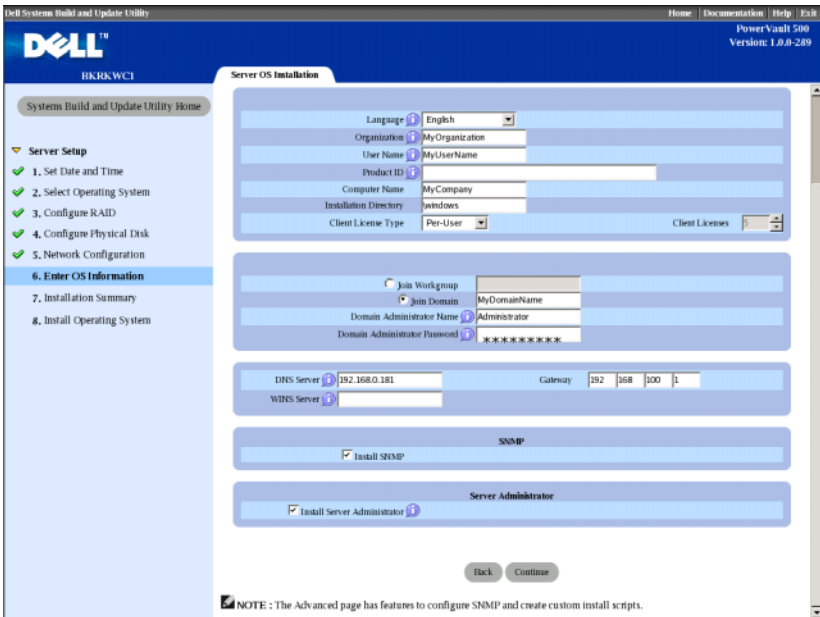 Dell Systems Build and Update Utility
Home Documentation Help Exit
DELL™
PowerVault 500
Version: 1.0.0-289
BKRKWC1
Server OS Installation
Systems Build and Update Utility Home
Server Setup
1. Set Date and Time
2. Select Operating System
3. Configure RAID
4. Configure Physical Disk
5. Network Configuration
6. Enter OS Information
7. Installation Summary
8. Install Operating System
Language i English
Organization i MyOrganization
User Name i MyUserName
Product ID i
Computer Name MyCompany
Installation Directory \windows
Client License Type Per-User Client Licenses 5
Join Workgroup
Join Domain MyDomainName
Domain Administrator Name i Administrator
Domain Administrator Password i *********
DNS Server i 192.168.0.181 Gateway 192 168 100 1
WINS Server i
SNMP
Install SNMP
Server Administrator
Install Server Administrator i
Back Continue
NOTE : The Advanced page has features to configure SNMP and create custom install scripts.